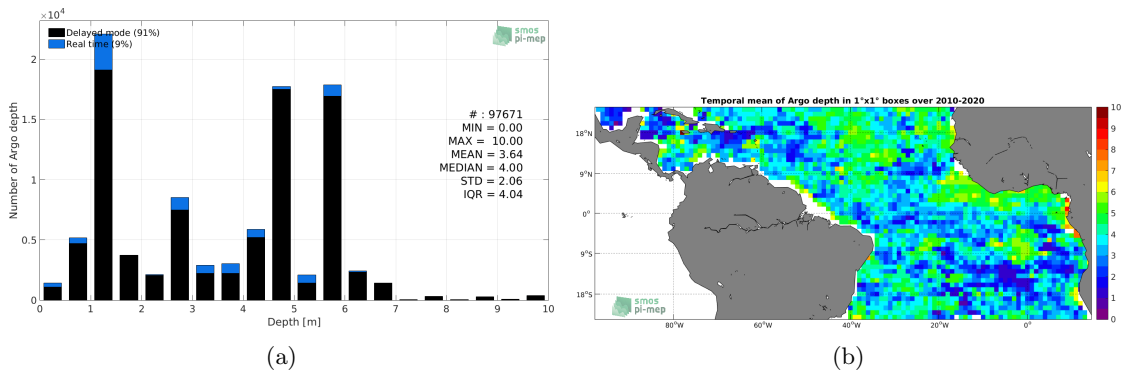 ×10⁴
Delayed mode (91%)
Real time (9%)
smos
pi-mep
2
1.5
1
0.5
0
Number of Argo depth
# : 97671
MIN = 0.00
MAX = 10.00
MEAN = 3.64
MEDIAN = 4.00
STD = 2.06
IQR = 4.04
0 1 2 3 4 5 6 7 8 9 10
Depth [m]
(a)
Temporal mean of Argo depth in 1°x1° boxes over 2010-2020
18°N
9°N
0°
9°S
18°S
80°W 60°W 40°W 20°W 0°
smos
pi-mep
10
9
8
7
6
5
4
3
2
1
0
(b)